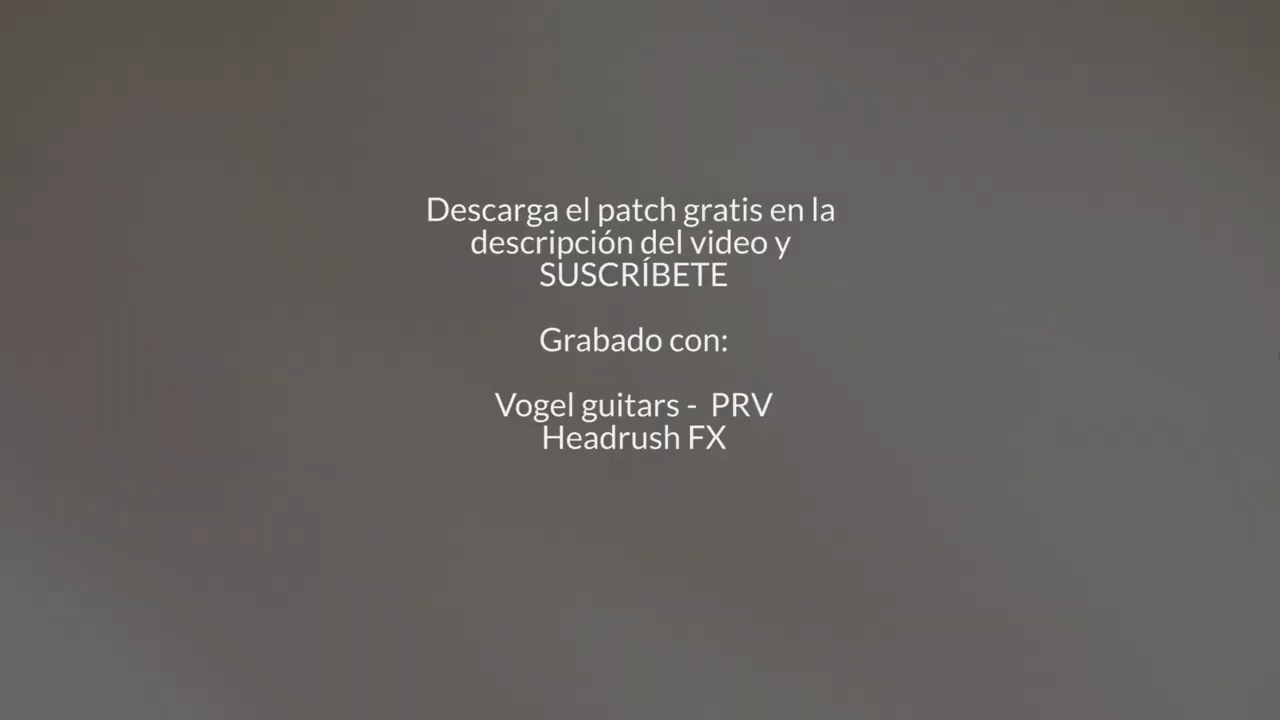 Descarga el patch gratis en la
descripción del video y
SUSCRÍBETE
Grabado con:
Vogel guitars -  PRV
Headrush FX